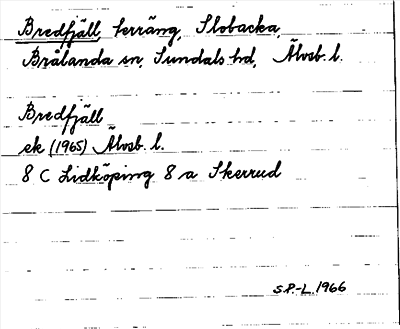 Bredfjäll, terräng, Slobacka,
Brålanda sn, Sundals hd, Älvsb. l.
Bredfjäll
ek (1965) Älvsb. l.
8 C Lidköping 8 a Skerrud
S.P.-L. 1966